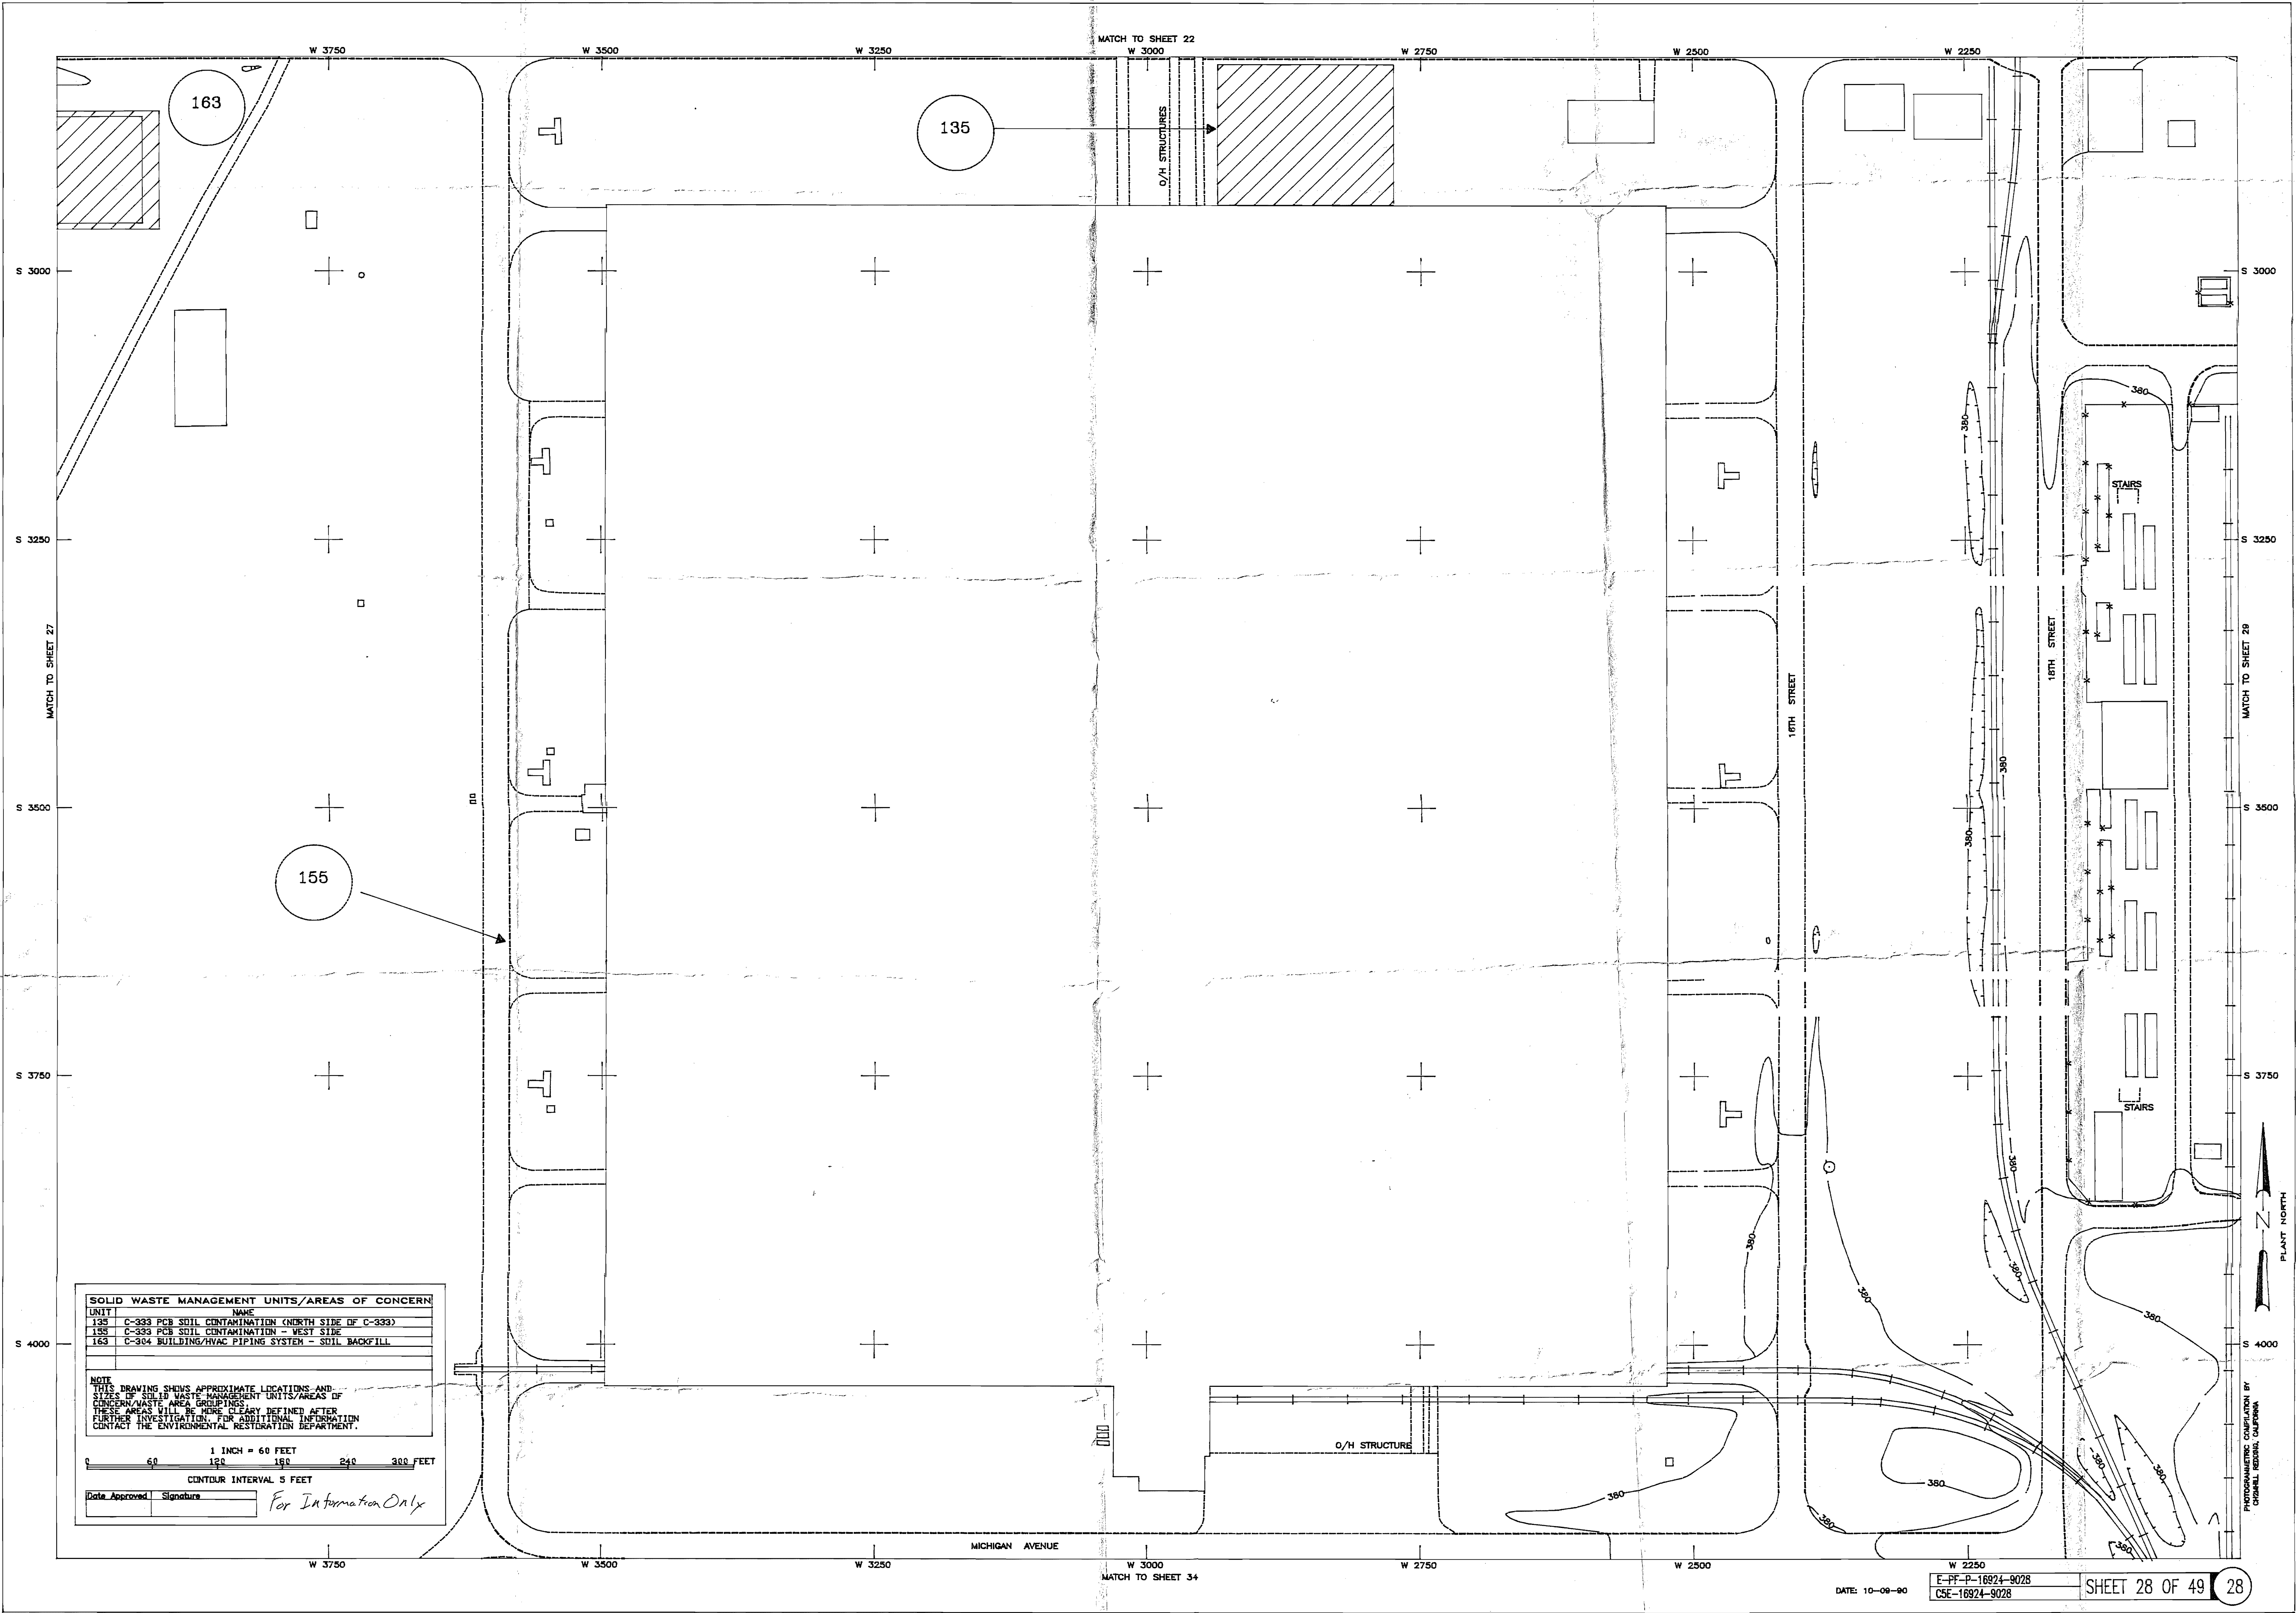 MATCH TO SHEET 22
W 3750
W 3500
W 3250
W 3000
W 2750
W 2500
W 2250
163
135
O/H STRUCTURES
S 3000
S 3000
380
380
STAIRS
S 3250
S 3250
MATCH TO SHEET 27
18TH STREET
MATCH TO SHEET 29
16TH STREET
380
S 3500
S 3500
380
155
S 3750
S 3750
STAIRS
380
PLANT NORTH
N
380
380
380
380
S 4000
S 4000
SOLID WASTE MANAGEMENT UNITS/AREAS OF CONCERN
UNIT NAME
135 C-333 PCB SOIL CONTAMINATION (NORTH SIDE OF C-333)
155 C-333 PCB SOIL CONTAMINATION - WEST SIDE
163 C-304 BUILDING/HVAC PIPING SYSTEM - SOIL BACKFILL
NOTE
THIS DRAWING SHOWS APPROXIMATE LOCATIONS AND
SIZES OF SOLID WASTE MANAGEMENT UNITS/AREAS OF
CONCERN/WASTE AREA GROUPINGS.
THESE AREAS WILL BE MORE CLEARY DEFINED AFTER
FURTHER INVESTIGATION. FOR ADDITIONAL INFORMATION
CONTACT THE ENVIRONMENTAL RESTORATION DEPARTMENT.
1 INCH = 60 FEET
0 60 120 180 240 300 FEET
CONTOUR INTERVAL 5 FEET
Date Approved Signature
For Information Only
O/H STRUCTURE
380
380
380
380
380
380
PHOTOGRAMMETRIC COMPILATION BY
CH2MHILL REDDING, CALIFORNIA
MICHIGAN AVENUE
W 3750
W 3500
W 3250
W 3000
W 2750
W 2500
W 2250
MATCH TO SHEET 34
DATE: 10-09-90
E-PF-P-16924-9028
C5E-16924-9028
SHEET 28 OF 49
28